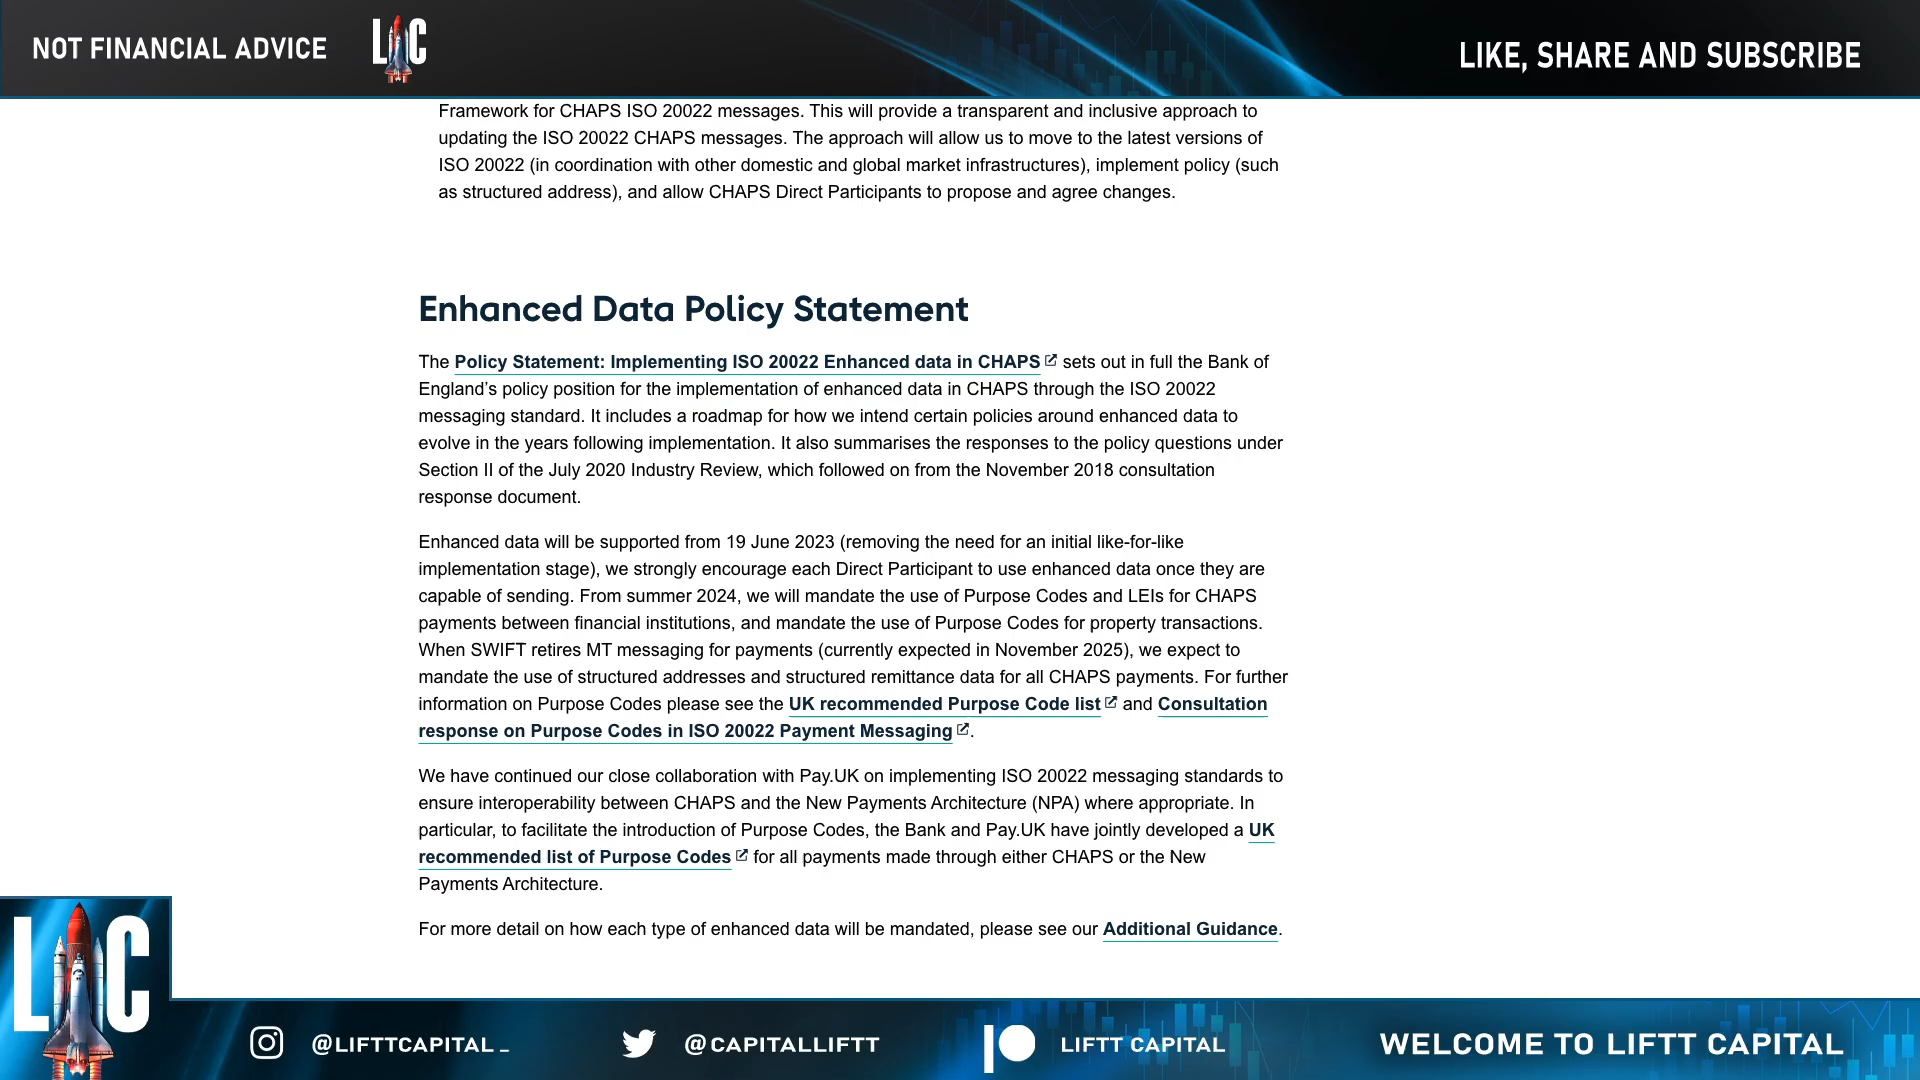 NOT FINANCIAL ADVICE
LC
LIKE, SHARE AND SUBSCRIBE
Framework for CHAPS ISO 20022 messages. This will provide a transparent and inclusive approach to
updating the ISO 20022 CHAPS messages. The approach will allow us to move to the latest versions of
ISO 20022 (in coordination with other domestic and global market infrastructures), implement policy (such
as structured address), and allow CHAPS Direct Participants to propose and agree changes.
Enhanced Data Policy Statement
The Policy Statement: Implementing ISO 20022 Enhanced data in CHAPS sets out in full the Bank of
England’s policy position for the implementation of enhanced data in CHAPS through the ISO 20022
messaging standard. It includes a roadmap for how we intend certain policies around enhanced data to
evolve in the years following implementation. It also summarises the responses to the policy questions under
Section II of the July 2020 Industry Review, which followed on from the November 2018 consultation
response document.
Enhanced data will be supported from 19 June 2023 (removing the need for an initial like-for-like
implementation stage), we strongly encourage each Direct Participant to use enhanced data once they are
capable of sending. From summer 2024, we will mandate the use of Purpose Codes and LEIs for CHAPS
payments between financial institutions, and mandate the use of Purpose Codes for property transactions.
When SWIFT retires MT messaging for payments (currently expected in November 2025), we expect to
mandate the use of structured addresses and structured remittance data for all CHAPS payments. For further
information on Purpose Codes please see the UK recommended Purpose Code list and Consultation
response on Purpose Codes in ISO 20022 Payment Messaging.
We have continued our close collaboration with Pay.UK on implementing ISO 20022 messaging standards to
ensure interoperability between CHAPS and the New Payments Architecture (NPA) where appropriate. In
particular, to facilitate the introduction of Purpose Codes, the Bank and Pay.UK have jointly developed a UK
recommended list of Purpose Codes for all payments made through either CHAPS or the New
Payments Architecture.
For more detail on how each type of enhanced data will be mandated, please see our Additional Guidance.
LC
@LIFTTCAPITAL_
@CAPITALLIFTT
LIFTT CAPITAL
WELCOME TO LIFTT CAPITAL